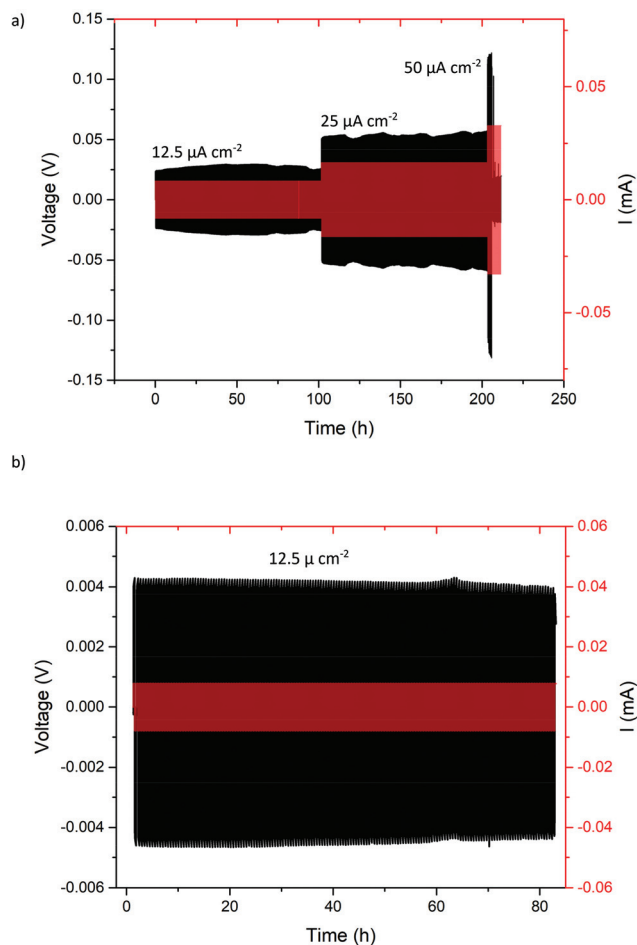 a)
0.15
0.10
0.05
0.00
-0.05
-0.10
-0.15
Voltage (V)
12.5 µA cm-2
25 µA cm-2
50 µA cm-2
0.05
0.00
-0.05
I (mA)
0
50
100
150
200
250
Time (h)
b)
0.006
0.004
0.002
0.000
-0.002
-0.004
-0.006
Voltage (V)
12.5 µ cm-2
0.06
0.04
0.02
0.00
-0.02
-0.04
-0.06
I (mA)
0
20
40
60
80
Time (h)